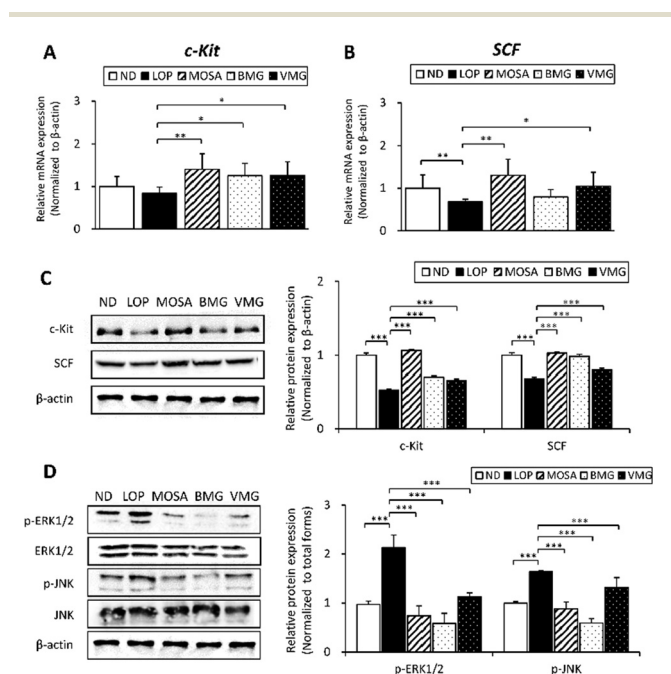 A
c-Kit
ND LOP MOSA BMG VMG
Relative mRNA expression
(Normalized to β-actin)
3
2
1
0
*
*
**
B
SCF
ND LOP MOSA BMG VMG
Relative mRNA expression
(Normalized to β-actin)
3
2
1
0
*
**
**
C
ND LOP MOSA BMG VMG
c-Kit
SCF
β-actin
ND LOP MOSA BMG VMG
Relative protein expression
(Normalized to β-actin)
2
1
0
***
***
*** ***
***
***
*** ***
c-Kit SCF
D
ND LOP MOSA BMG VMG
p-ERK1/2
ERK1/2
p-JNK
JNK
β-actin
ND LOP MOSA BMG VMG
Relative protein expression
(Normalized to total forms)
3
2
1
0
***
***
*** ***
***
***
*** ***
p-ERK1/2 p-JNK